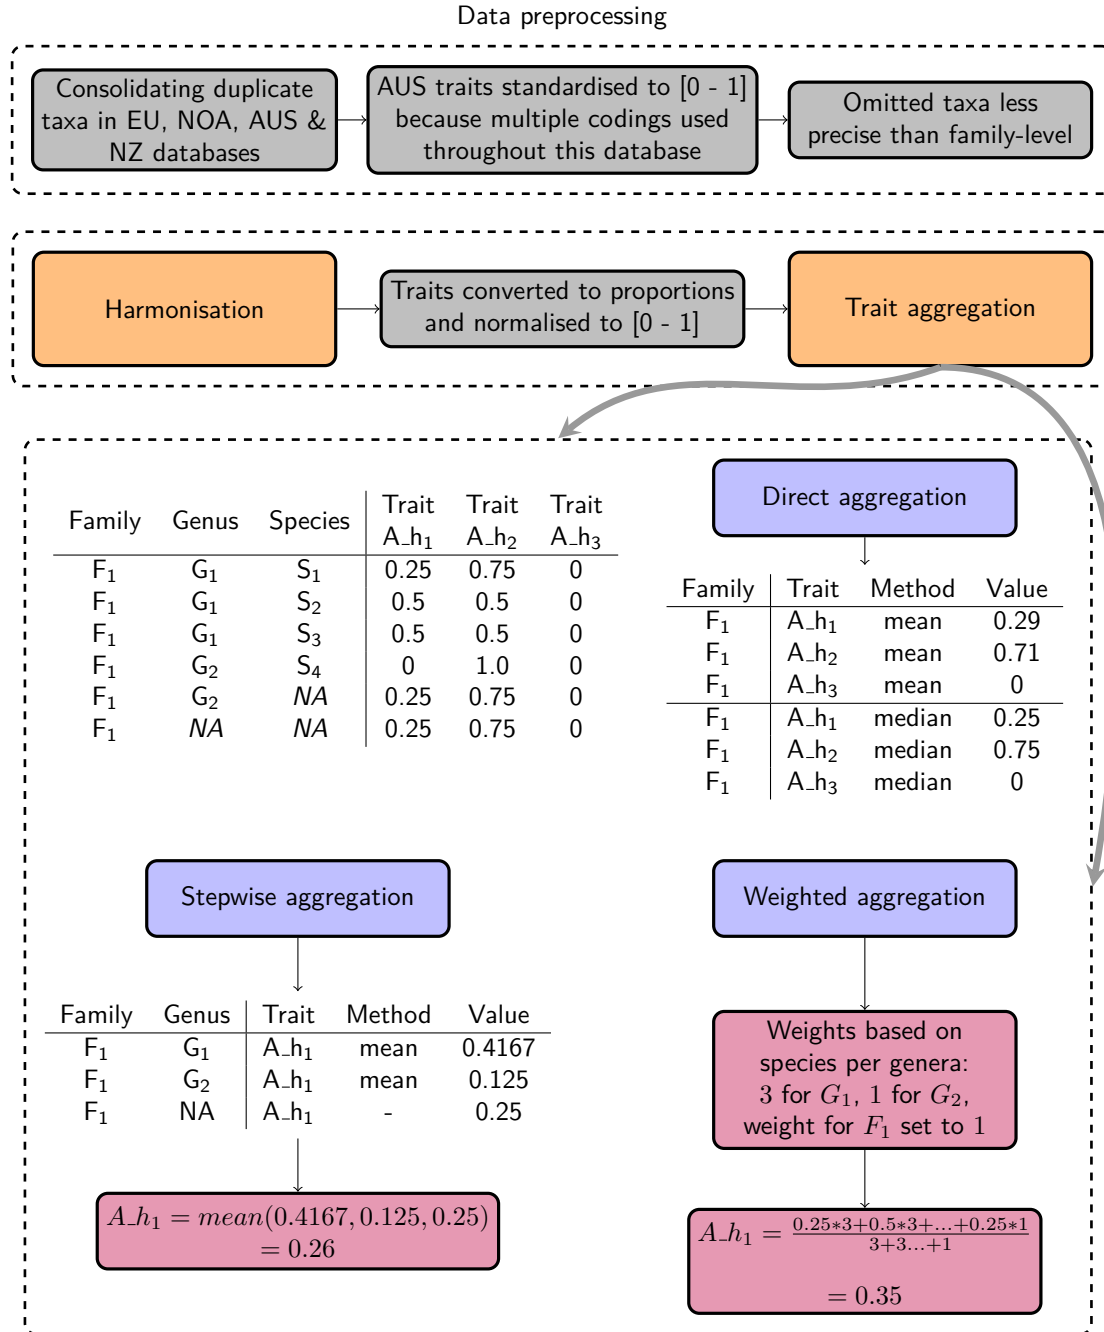 Data preprocessing
Consolidating duplicate
taxa in EU, NOA, AUS &
NZ databases
AUS traits standardised to [0 - 1]
because multiple codings used
throughout this database
Omitted taxa less
precise than family-level
Harmonisation
Traits converted to proportions
and normalised to [0 - 1]
Trait aggregation
Family Genus Species Trait A_h₁ Trait A_h₂ Trait A_h₃
F₁ G₁ S₁ 0.25 0.75 0
F₁ G₁ S₂ 0.5 0.5 0
F₁ G₁ S₃ 0.5 0.5 0
F₁ G₂ S₄ 0 1.0 0
F₁ G₂ NA 0.25 0.75 0
F₁ NA NA 0.25 0.75 0
Direct aggregation
Family Trait Method Value
F₁ A_h₁ mean 0.29
F₁ A_h₂ mean 0.71
F₁ A_h₃ mean 0
F₁ A_h₁ median 0.25
F₁ A_h₂ median 0.75
F₁ A_h₃ median 0
Stepwise aggregation
Family Genus Trait Method Value
F₁ G₁ A_h₁ mean 0.4167
F₁ G₂ A_h₁ mean 0.125
F₁ NA A_h₁ - 0.25
A_h₁ = mean(0.4167, 0.125, 0.25)
= 0.26
Weighted aggregation
Weights based on
species per genera:
3 for G₁, 1 for G₂,
weight for F₁ set to 1
A_h₁ = (0.25*3+0.5*3+...+0.25*1)/(3+3...+1)
= 0.35